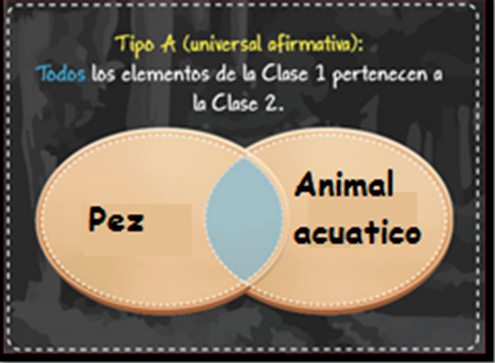 Tipo A (universal afirmativa):
Todos los elementos de la Clase 1 pertenecen a
la Clase 2.
Pez
Animal
acuatico